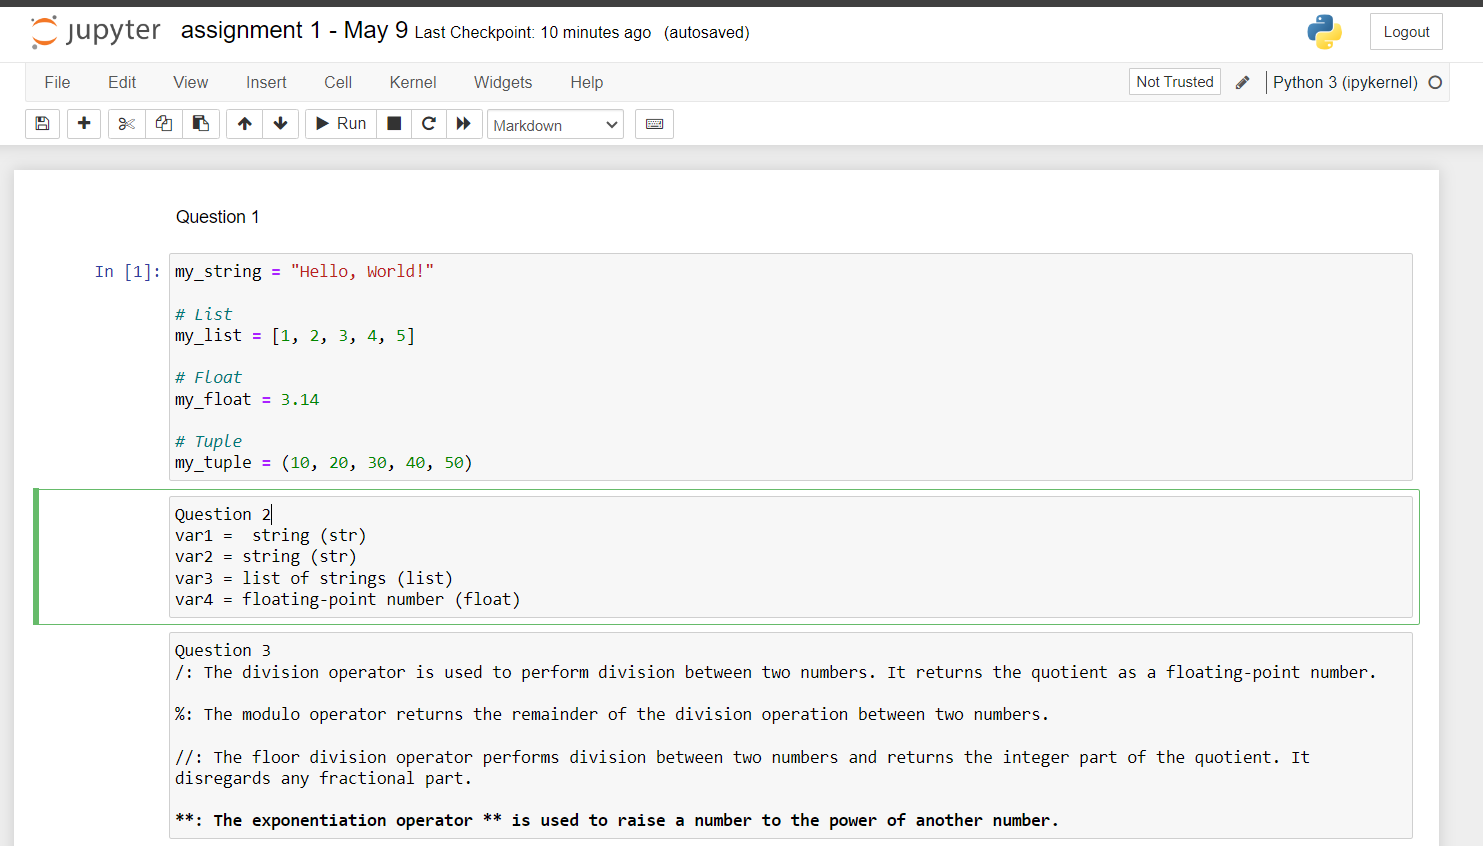 jupyter assignment 1 - May 9 Last Checkpoint: 10 minutes ago (autosaved) Logout
File Edit View Insert Cell Kernel Widgets Help Not Trusted Python 3 (ipykernel)
Run Markdown
Question 1
In [1]: my_string = "Hello, World!"
# List
my_list = [1, 2, 3, 4, 5]
# Float
my_float = 3.14
# Tuple
my_tuple = (10, 20, 30, 40, 50)
Question 2
var1 =  string (str)
var2 = string (str)
var3 = list of strings (list)
var4 = floating-point number (float)
Question 3
/: The division operator is used to perform division between two numbers. It returns the quotient as a floating-point number.
%: The modulo operator returns the remainder of the division operation between two numbers.
//: The floor division operator performs division between two numbers and returns the integer part of the quotient. It
disregards any fractional part.
**: The exponentiation operator ** is used to raise a number to the power of another number.